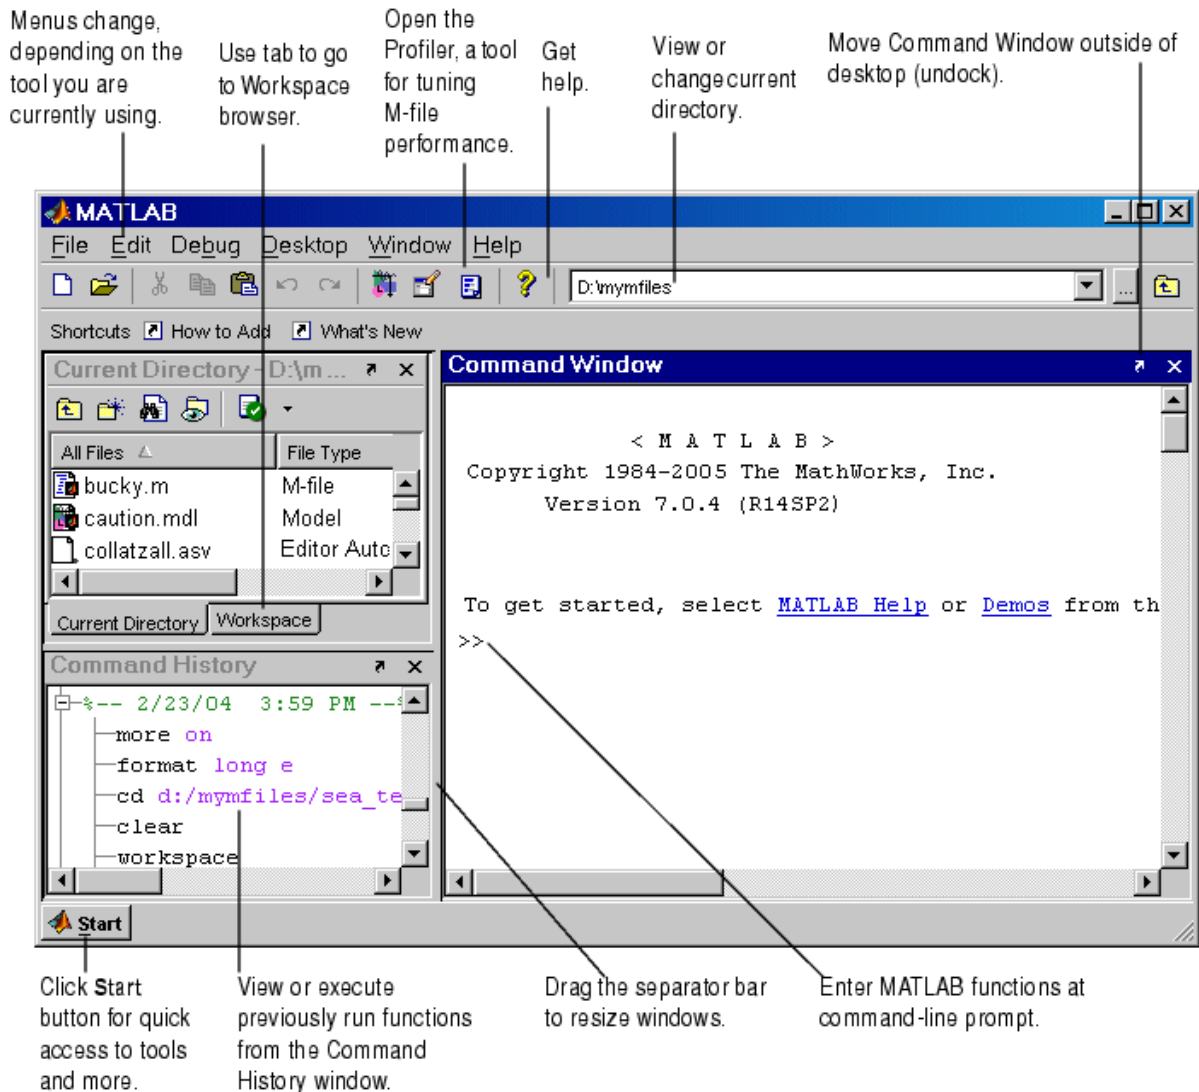 Menus change,
depending on the
tool you are
currently using.
Use tab to go
to Workspace
browser.
Open the
Profiler, a tool
for tuning
M-file
performance.
Get
help.
View or
change current
directory.
Move Command Window outside of
desktop (undock).
MATLAB
File Edit Debug Desktop Window Help
D:\mymfiles
...
Shortcuts How to Add What's New
Current Directory - D:\m ...
All Files File Type
bucky.m M-file
caution.mdl Model
collatzall.asv Editor Auto
Current Directory Workspace
Command History
%-- 2/23/04 3:59 PM --%
more on
format long e
cd d:/mymfiles/sea_te
clear
workspace
Command Window
< M A T L A B >
Copyright 1984-2005 The MathWorks, Inc.
Version 7.0.4 (R14SP2)
To get started, select MATLAB Help or Demos from th
>>
Start
Click Start
button for quick
access to tools
and more.
View or execute
previously run functions
from the Command
History window.
Drag the separator bar
to resize windows.
Enter MATLAB functions at
command-line prompt.